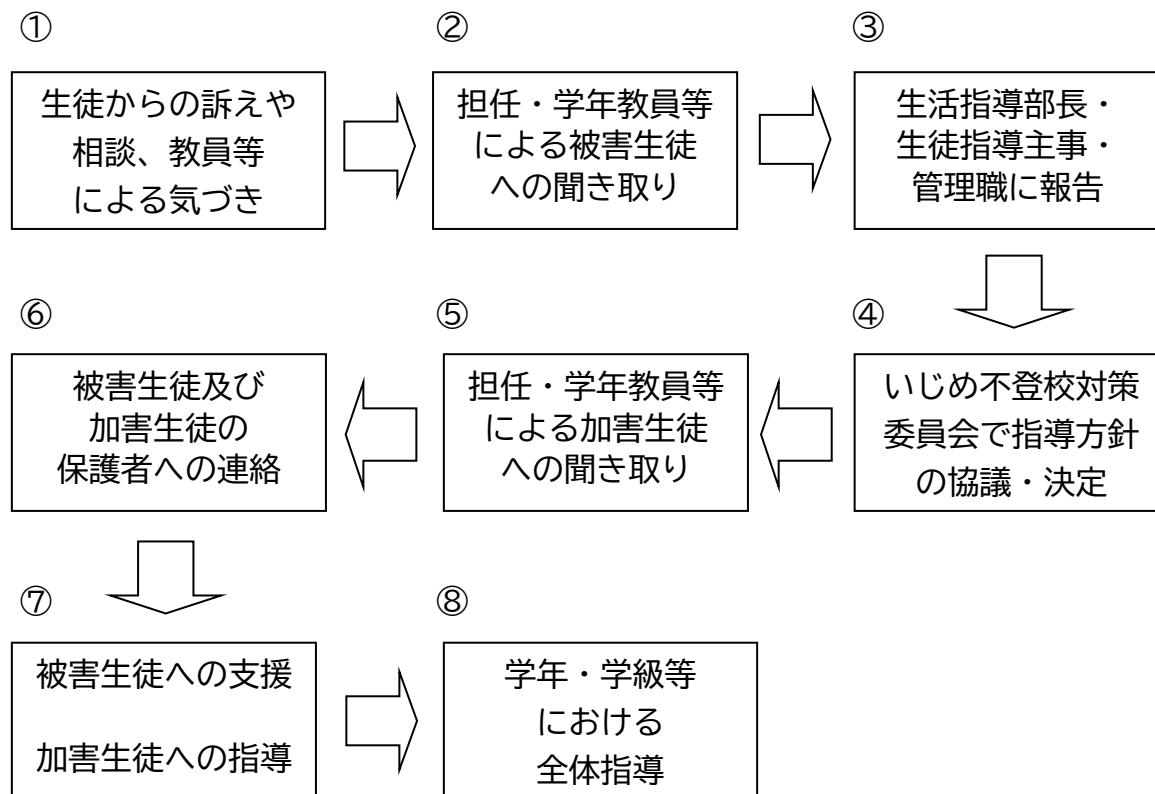 ①
生徒からの訴えや
相談、教員等
による気づき
②
担任・学年教員等
による被害生徒
への聞き取り
③
生活指導部長・
生徒指導主事・
管理職に報告
④
いじめ不登校対策
委員会で指導方針
の協議・決定
⑤
担任・学年教員等
による加害生徒
への聞き取り
⑥
被害生徒及び
加害生徒の
保護者への連絡
⑦
被害生徒への支援
加害生徒への指導
⑧
学年・学級等
における
全体指導